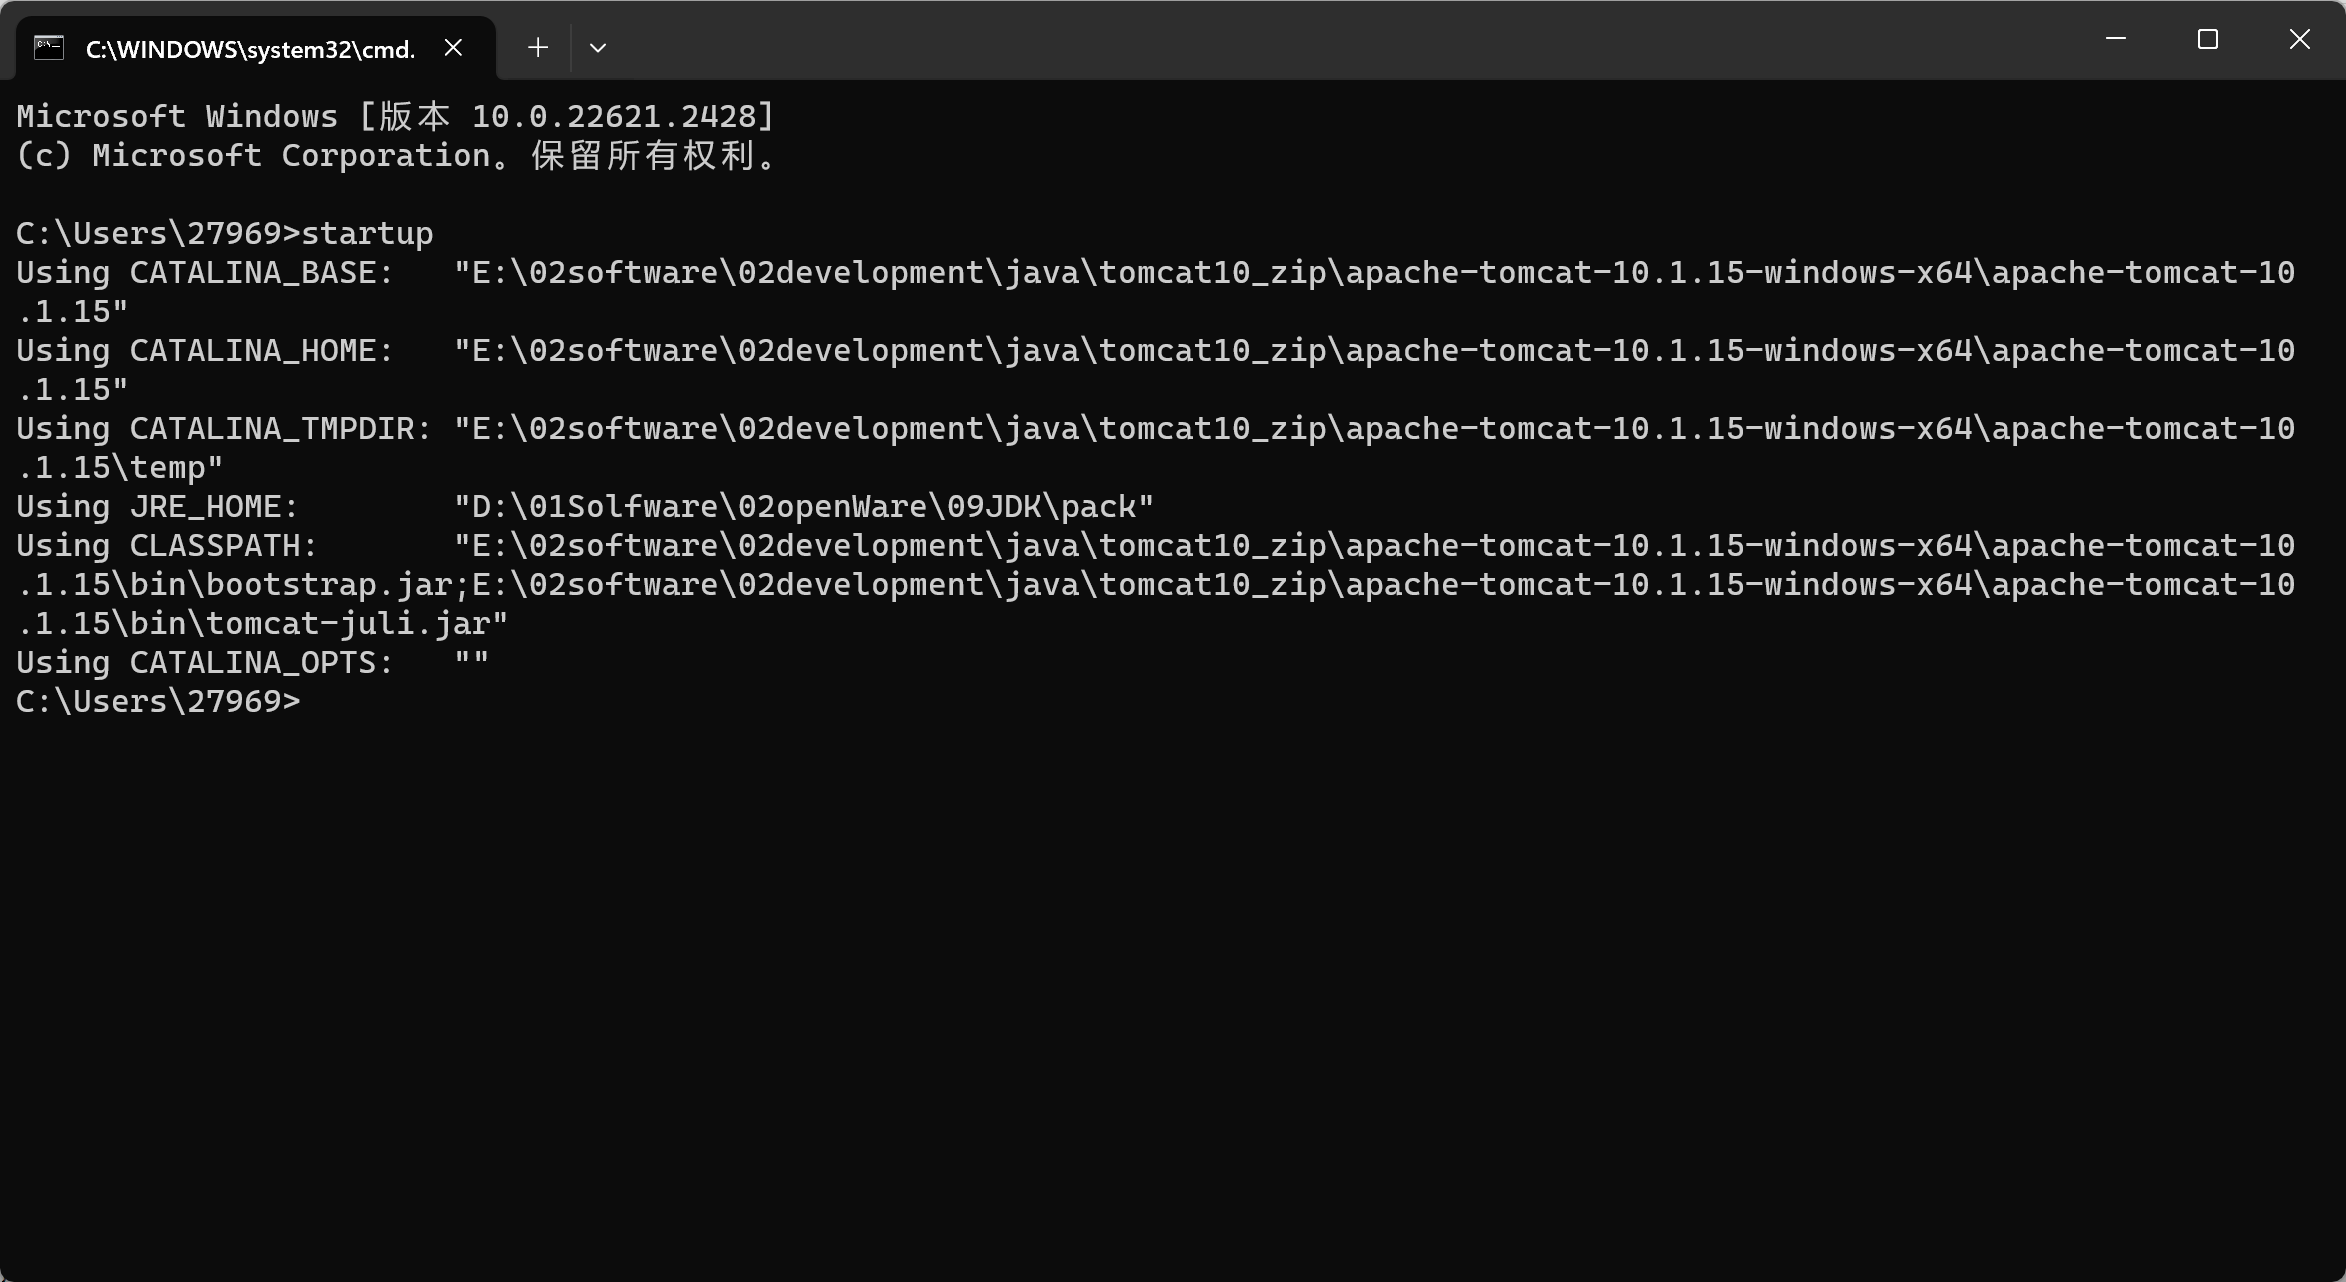 C:\WINDOWS\system32\cmd.
Microsoft Windows [版本 10.0.22621.2428]
(c) Microsoft Corporation。保留所有权利。
C:\Users\27969>startup
Using CATALINA_BASE:   "E:\02software\02development\java\tomcat10_zip\apache-tomcat-10.1.15-windows-x64\apache-tomcat-10
.1.15"
Using CATALINA_HOME:   "E:\02software\02development\java\tomcat10_zip\apache-tomcat-10.1.15-windows-x64\apache-tomcat-10
.1.15"
Using CATALINA_TMPDIR: "E:\02software\02development\java\tomcat10_zip\apache-tomcat-10.1.15-windows-x64\apache-tomcat-10
.1.15\temp"
Using JRE_HOME:        "D:\01Solfware\02openWare\09JDK\pack"
Using CLASSPATH:       "E:\02software\02development\java\tomcat10_zip\apache-tomcat-10.1.15-windows-x64\apache-tomcat-10
.1.15\bin\bootstrap.jar;E:\02software\02development\java\tomcat10_zip\apache-tomcat-10.1.15-windows-x64\apache-tomcat-10
.1.15\bin\tomcat-juli.jar"
Using CATALINA_OPTS:   ""
C:\Users\27969>